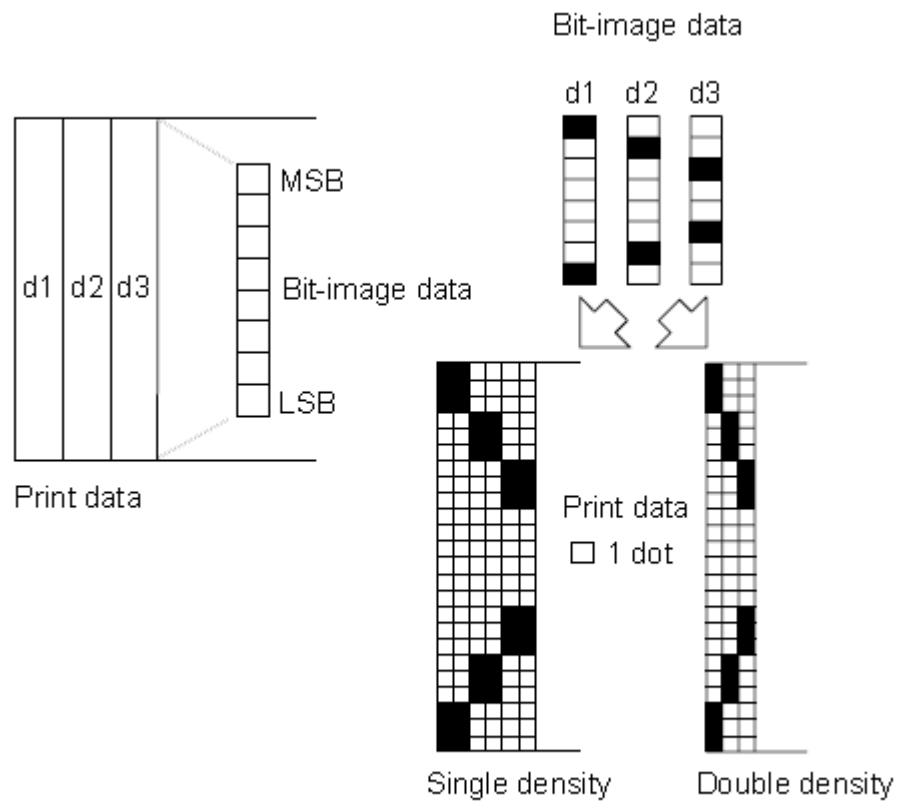 Bit-image data
d1 d2 d3
MSB
d1 d2 d3
Bit-image data
LSB
Print data
Print data
1 dot
Single density
Double density